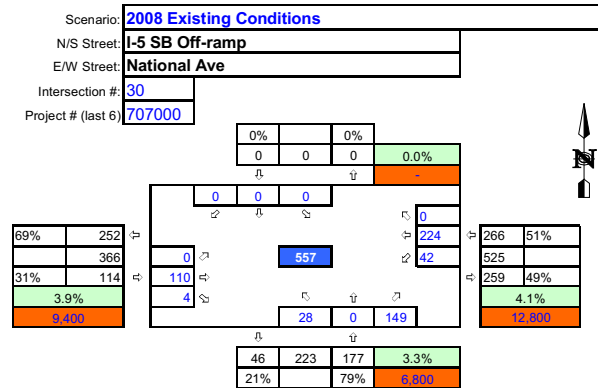 Scenario: 2008 Existing Conditions
N/S Street: I-5 SB Off-ramp
E/W Street: National Ave
Intersection #: 30
Project # (last 6) 707000
0% 0%
0 0 0 0.0%
⇩ ⇧ -
N
0 0 0
0
69% 252 ⇦ ⇦ 224 ⇦ 266 51%
366 0 557 42 525
31% 114 ⇨ 110 ⇨ ⇨ 259 49%
3.9% 4 4.1%
9,400 28 0 149 12,800
⇩ ⇧
46 223 177 3.3%
21% 79% 6,800